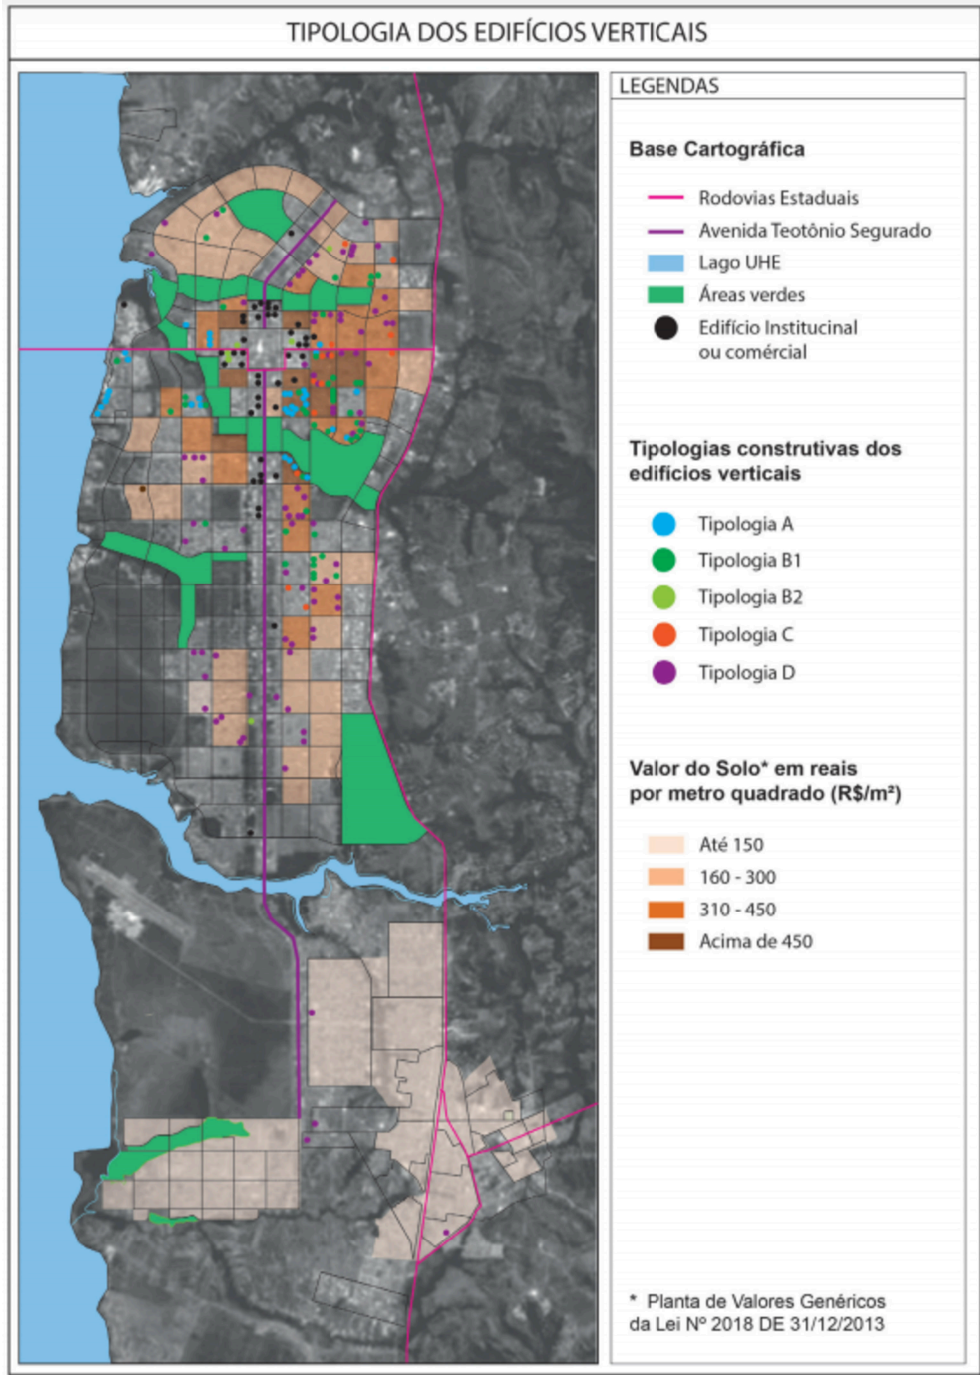 TIPOLOGIA DOS EDIFÍCIOS VERTICAIS
LEGENDAS
Base Cartográfica
Rodovias Estaduais
Avenida Teotônio Segurado
Lago UHE
Áreas verdes
Edifício Institucinal
ou comércial
Tipologias construtivas dos
edifícios verticais
Tipologia A
Tipologia B1
Tipologia B2
Tipologia C
Tipologia D
Valor do Solo* em reais
por metro quadrado (R$/m²)
Até 150
160 - 300
310 - 450
Acima de 450
* Planta de Valores Genéricos
da Lei Nº 2018 DE 31/12/2013